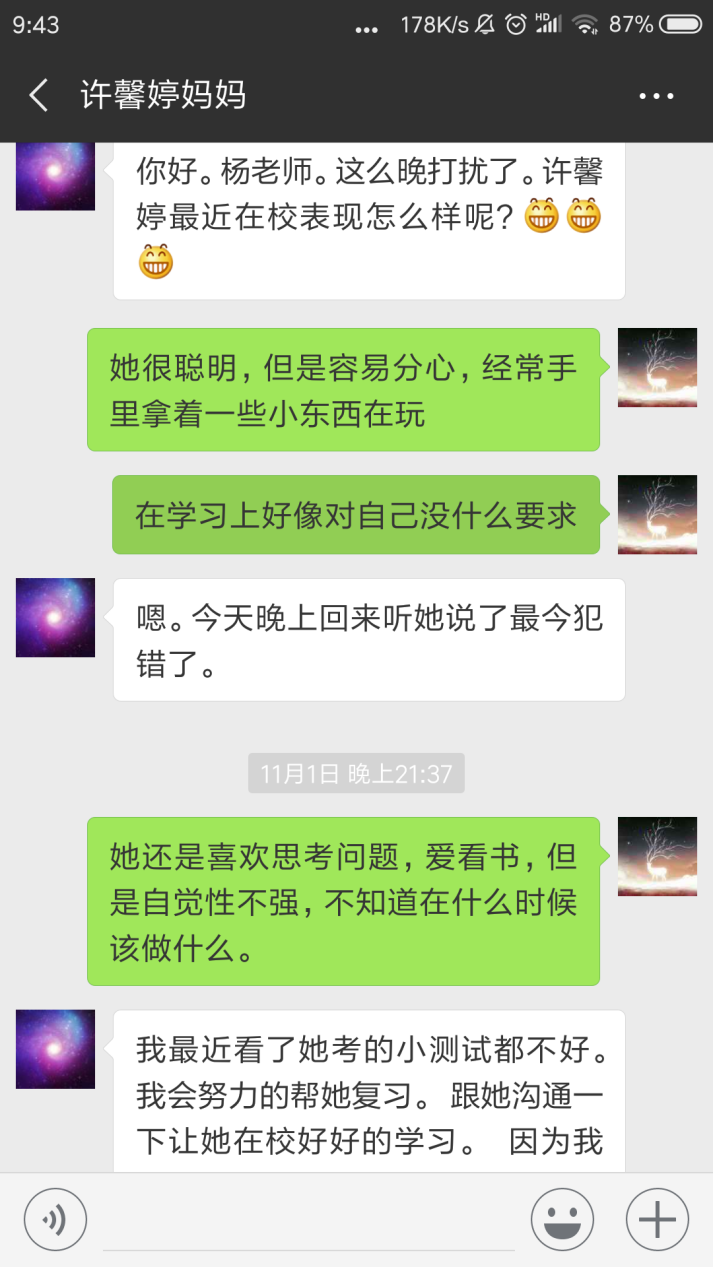 9:43
178K/s
HD
87%
许馨婷妈妈
你好。杨老师。这么晚打扰了。许馨
婷最近在校表现怎么样呢？😁😁
😁
她很聪明，但是容易分心，经常手
里拿着一些小东西在玩
在学习上好像对自己没什么要求
嗯。今天晚上回来听她说了最今犯
错了。
11月1日 晚上21:37
她还是喜欢思考问题，爱看书，但
是自觉性不强，不知道在什么时候
该做什么。
我最近看了她考的小测试都不好。
我会努力的帮她复习。 跟她沟通一
下让她在校好好的学习。 因为我